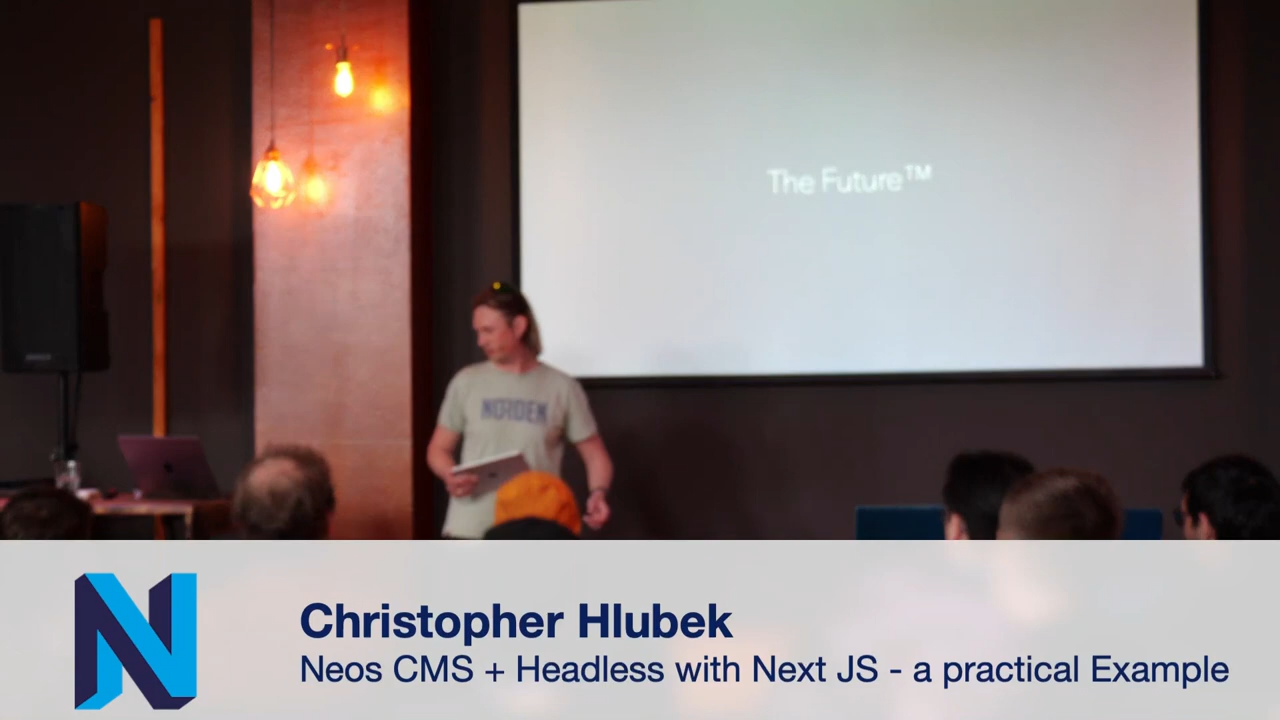 The Future™
NORDEN
Christopher Hlubek
Neos CMS + Headless with Next JS - a practical Example